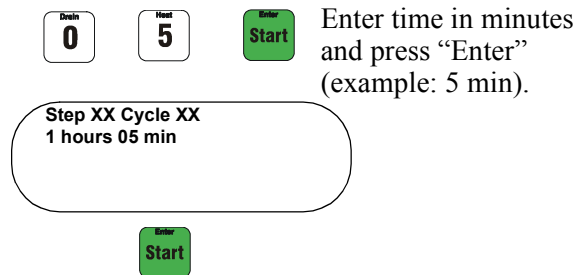 Drain
0
Heat
5
Enter
Start
Enter time in minutes
and press “Enter”
(example: 5 min).
Step XX Cycle XX
1 hours 05 min
Enter
Start